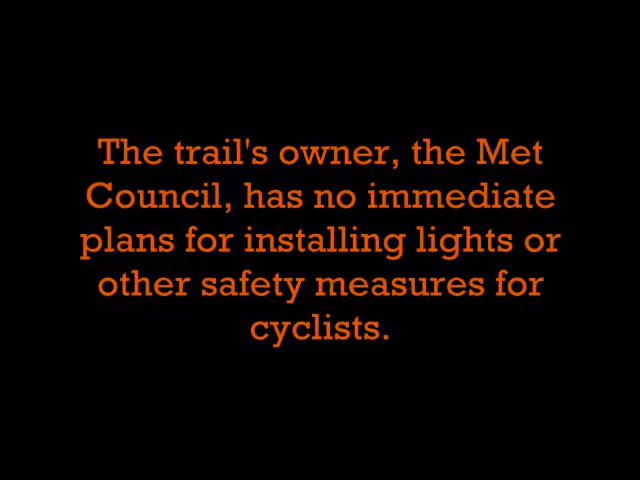 The trail's owner, the Met
Council, has no immediate
plans for installing lights or
other safety measures for
cyclists.